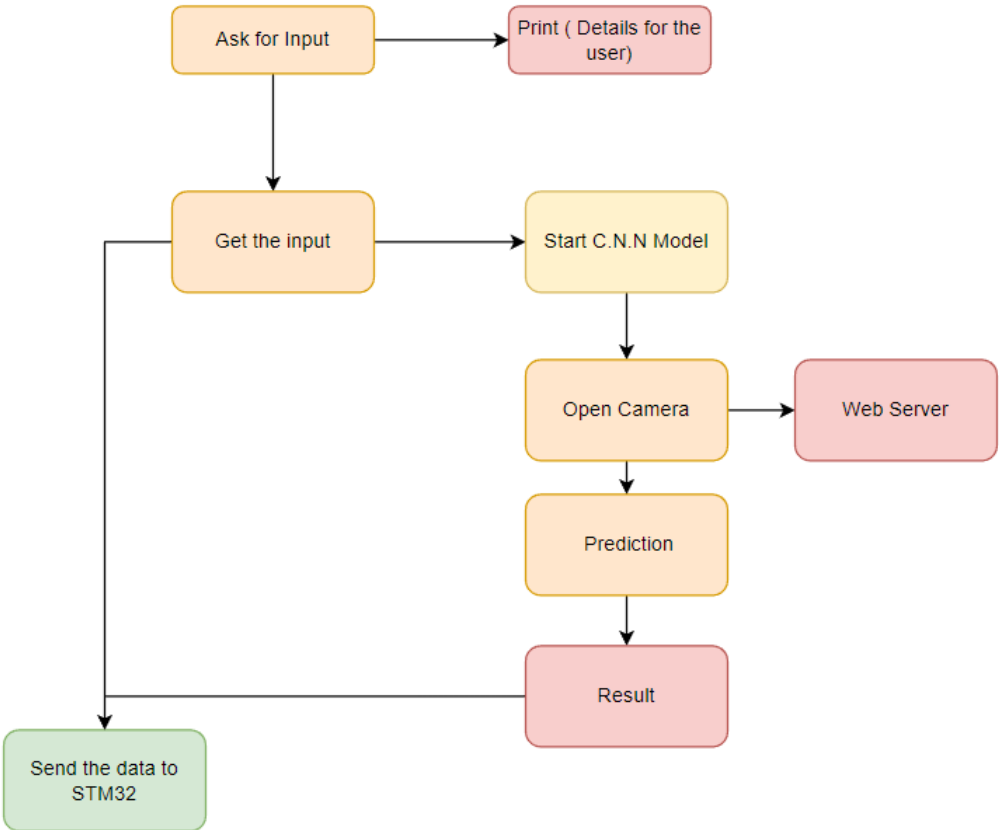 Ask for Input
Print ( Details for the
user)
Get the input
Start C.N.N Model
Open Camera
Web Server
Prediction
Result
Send the data to
STM32